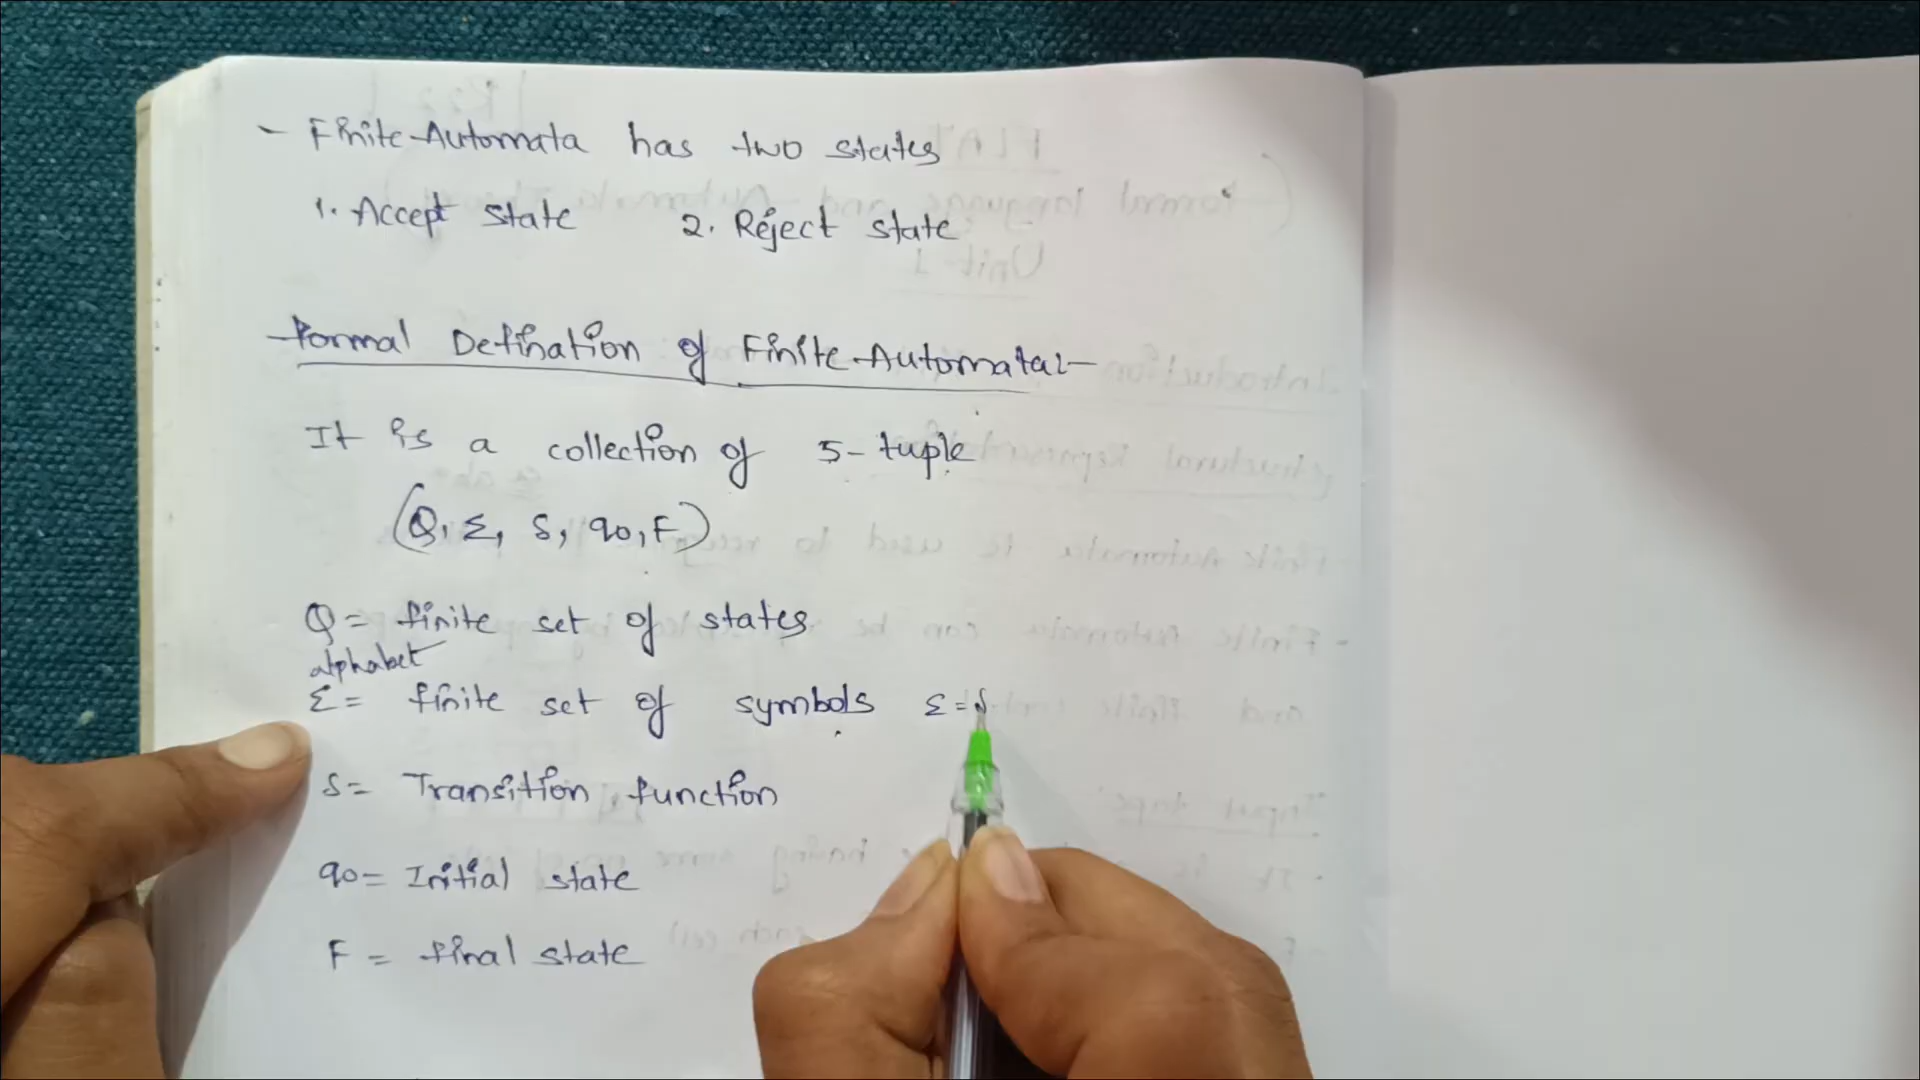 - Finite Automata has two states
1. Accept state 2. Reject state
Formal Defination of Finite Automata:-
It is a collection of 5-tuple
(Q, Σ, δ, q0, F)
Q = finite set of states
alphabet
Σ = finite set of symbols Σ =
δ = Transition function
q0 = Initial state
F = final state